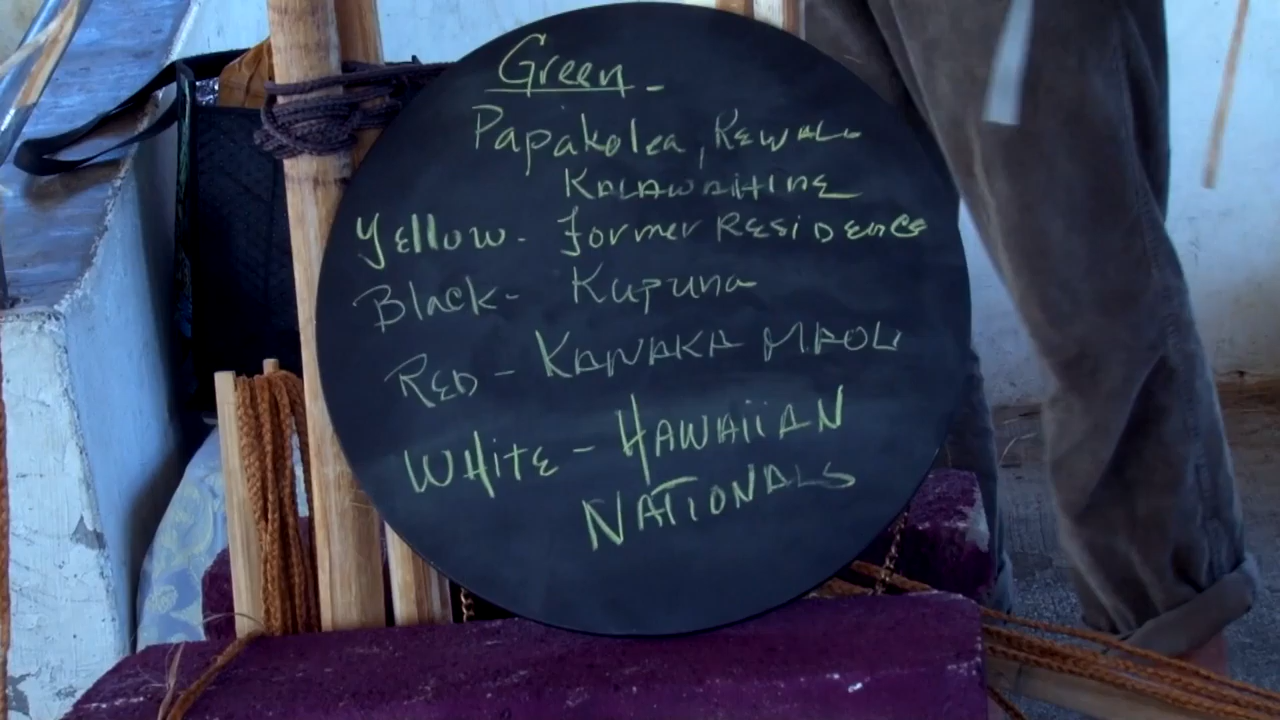 Green -
Papakolea, Kewalo
Kalawahine
Yellow - Former Residence
Black - Kupuna
Red - KANAKA MAOLI
White - HAWAiiAN
NATIONALS